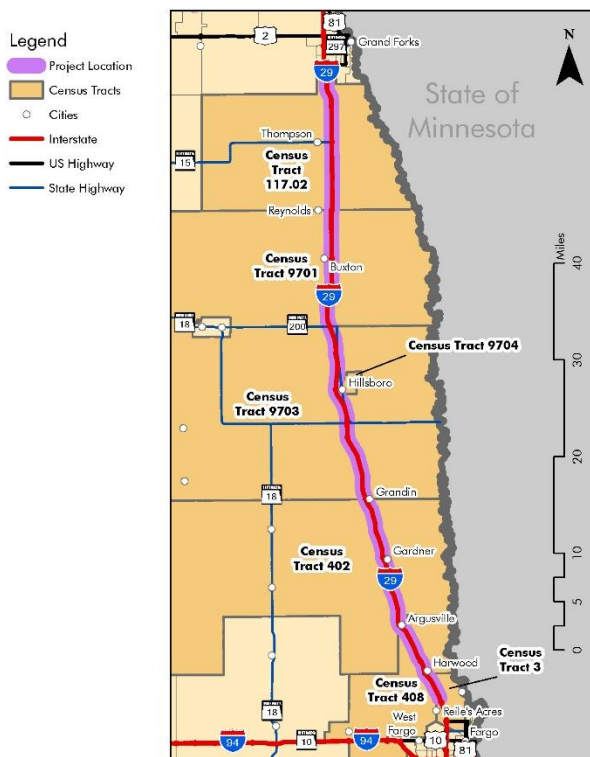 Legend
Project Location
Census Tracts
Cities
Interstate
US Highway
State Highway
81
2
297
Grand Forks
N
29
State of
Minnesota
Thompson
15
Census
Tract
117.02
Reynolds
Census
Tract 9701
Buxton
29
18
200
Census Tract 9704
Hillsboro
Census
Tract 9703
18
Grandin
Census
Tract 402
Gardner
29
Argusville
Harwood
Census
Tract 3
Census
Tract 408
Reile's Acres
18
West
Fargo
Fargo
94
10
94
10
81
Miles
40
30
20
10
5
0